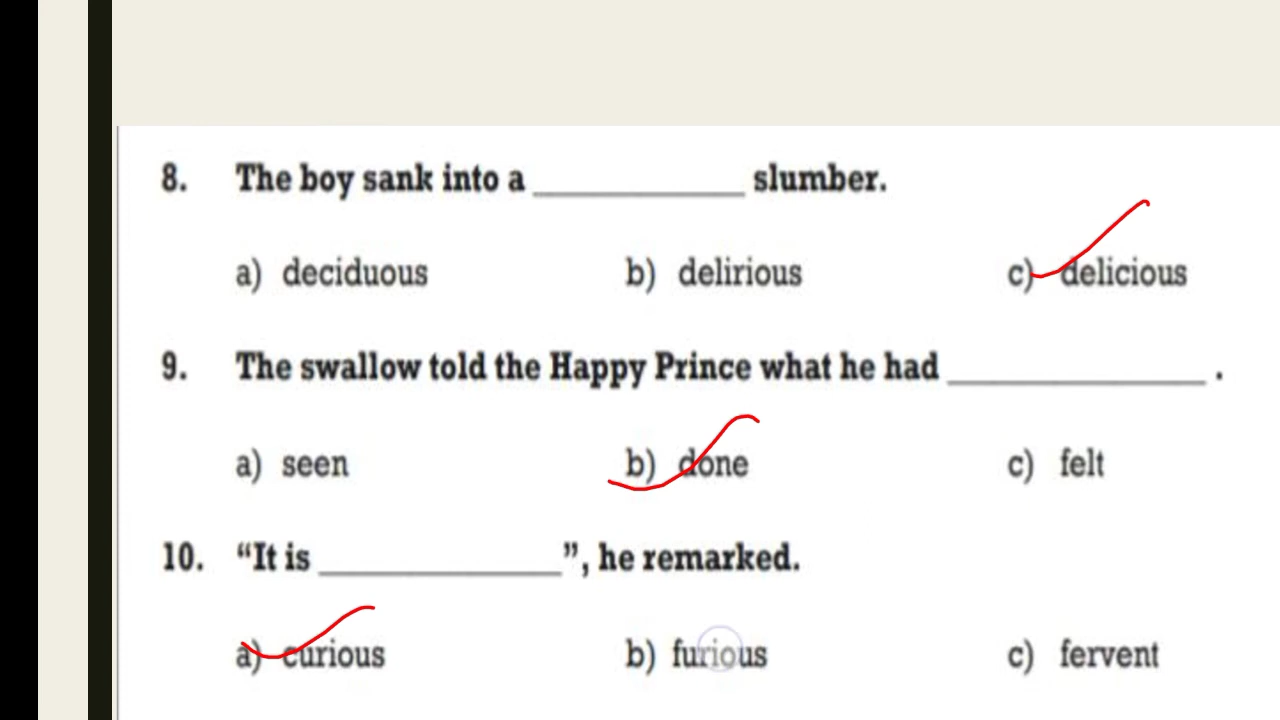 8. The boy sank into a ____________ slumber.
a) deciduous b) delirious c) delicious
9. The swallow told the Happy Prince what he had ______________ .
a) seen b) done c) felt
10. “It is ______________”, he remarked.
a) curious b) furious c) fervent